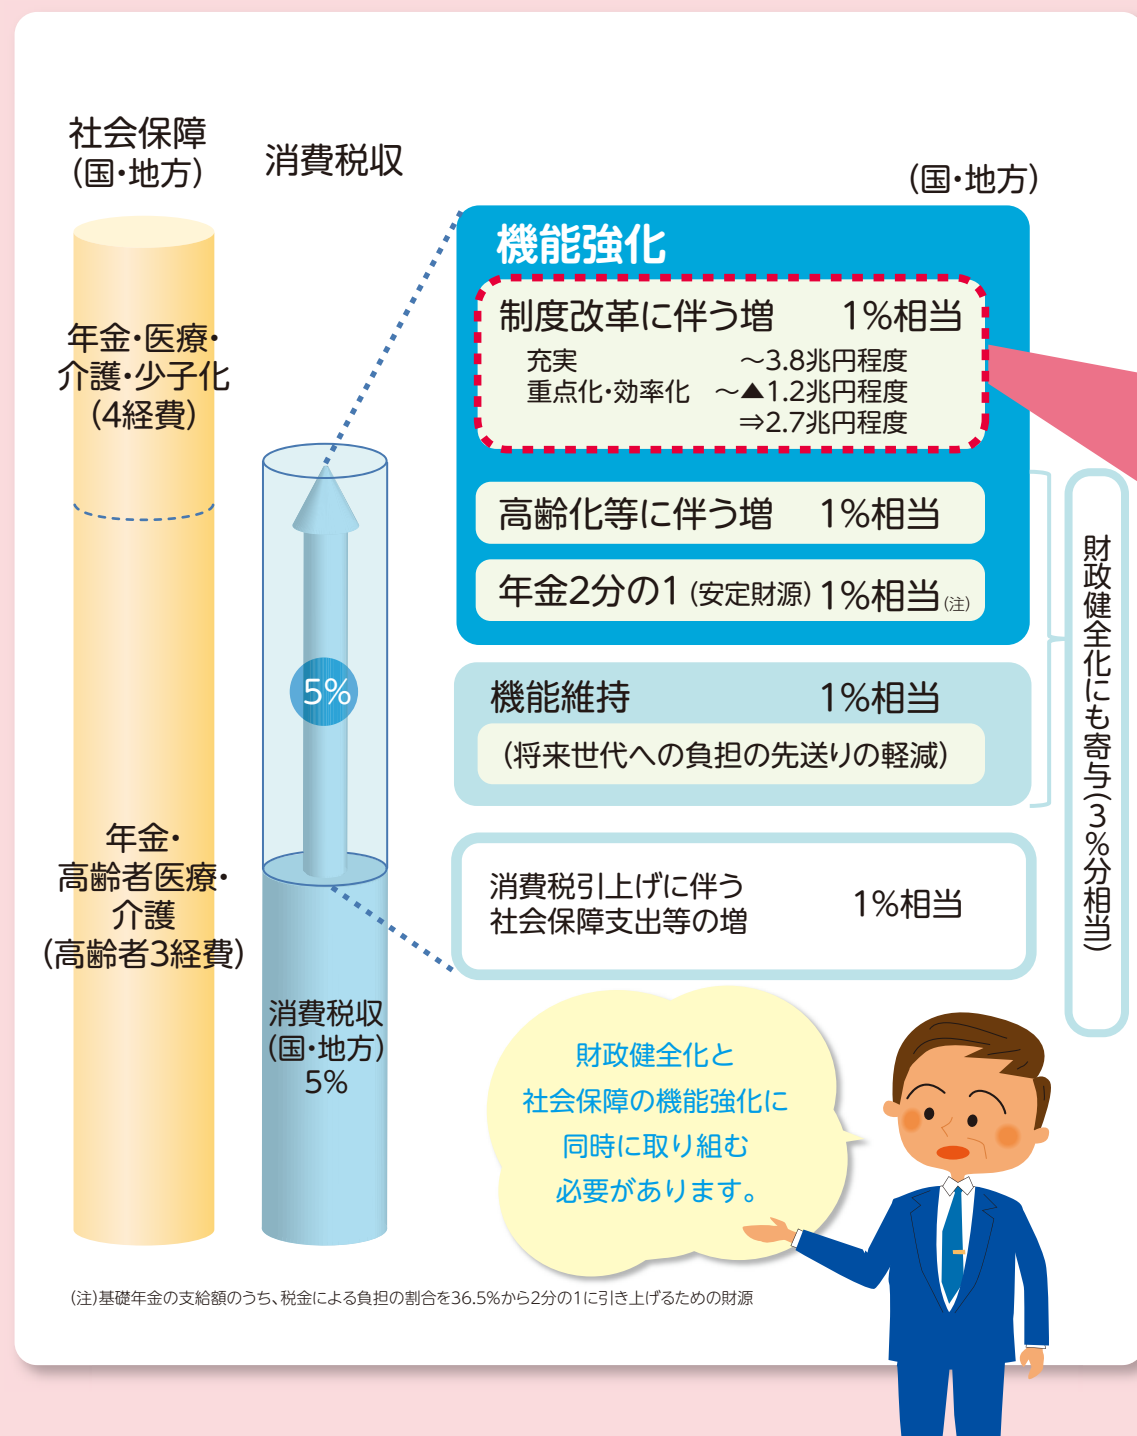 社会保障
(国・地方)
消費税収
(国・地方)
年金・医療・
介護・少子化
(4経費)
年金・
高齢者医療・
介護
(高齢者3経費)
5%
消費税収
(国・地方)
5%
機能強化
制度改革に伴う増 1%相当
充実 ～3.8兆円程度
重点化・効率化 ～▲1.2兆円程度
⇒2.7兆円程度
高齢化等に伴う増 1%相当
年金2分の1(安定財源)1%相当(注)
機能維持 1%相当
(将来世代への負担の先送りの軽減)
消費税引上げに伴う
社会保障支出等の増
1%相当
財政健全化にも寄与(3%分相当)
財政健全化と
社会保障の機能強化に
同時に取り組む
必要があります。
(注)基礎年金の支給額のうち、税金による負担の割合を36.5%から2分の1に引き上げるための財源